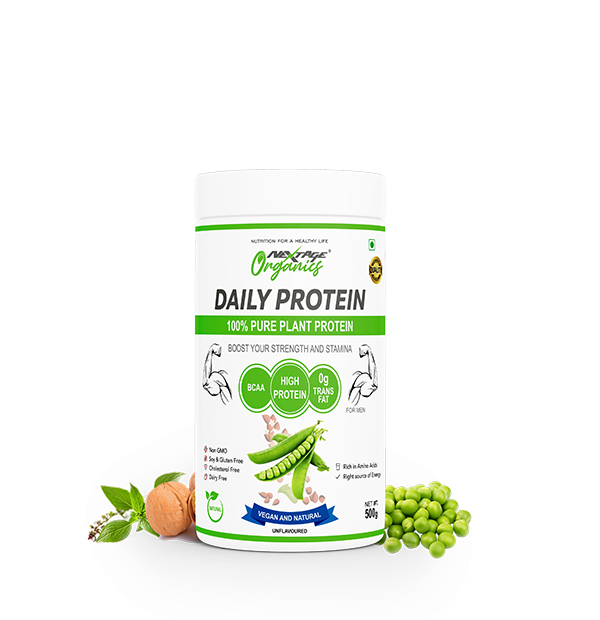 NUTRITION FOR A HEALTHY LIFE
NEXTAGE®
Organics
QUALITY
DAILY PROTEIN
100% PURE PLANT PROTEIN
BOOST YOUR STRENGTH AND STAMINA
BCAA
HIGH
PROTEIN
0g
TRANS
FAT
FOR MEN
Non GMO
Soy & Gluten Free
Cholesterol Free
Dairy Free
Rich in Amino Acids
Right source of Energy
NATURAL
VEGAN AND NATURAL
UNFLAVOURED
NET WT.
500g